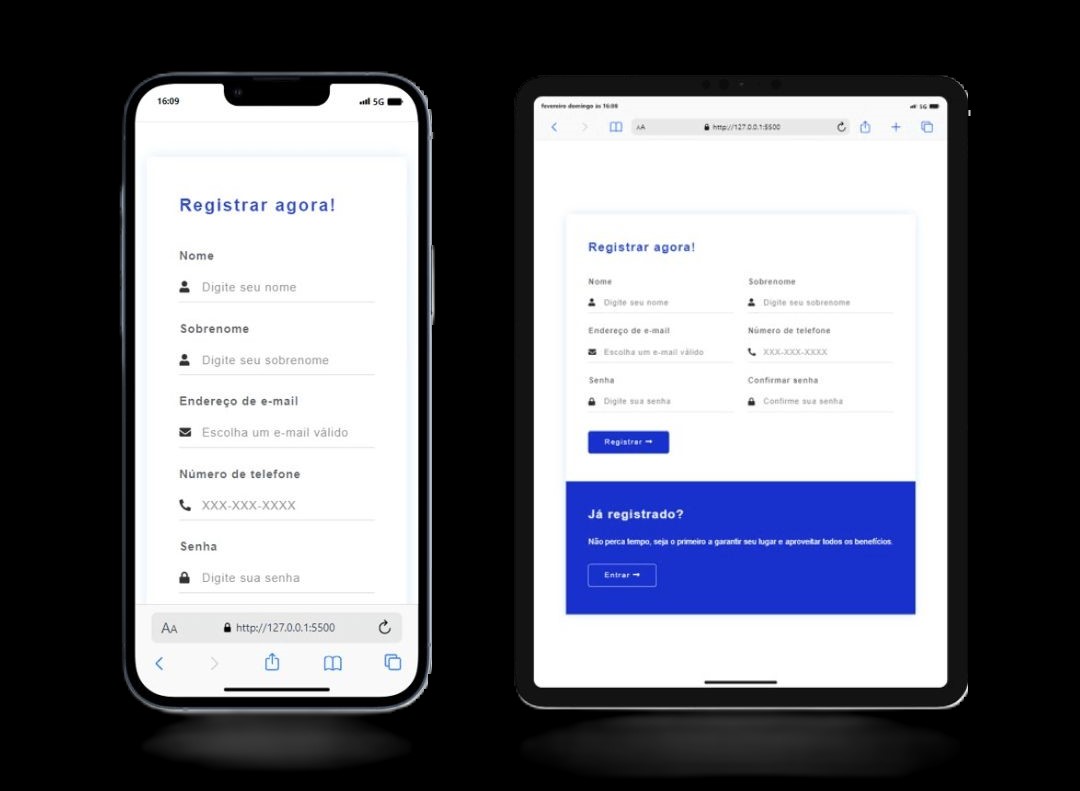 16:09
5G
Registrar agora!
Nome
Digite seu nome
Sobrenome
Digite seu sobrenome
Endereço de e-mail
Escolha um e-mail válido
Número de telefone
XXX-XXX-XXXX
Senha
Digite sua senha
AA
http://127.0.0.1:5500
fevereiro domingo às 16:09
5G
AA
http://127.0.0.1:5500
Registrar agora!
Nome
Sobrenome
Digite seu nome
Digite seu sobrenome
Endereço de e-mail
Número de telefone
Escolha um e-mail válido
XXX-XXX-XXXX
Senha
Confirmar senha
Digite sua senha
Confirme sua senha
Registrar →
Já registrado?
Não perca tempo, seja o primeiro a garantir seu lugar e aproveitar todos os benefícios.
Entrar →